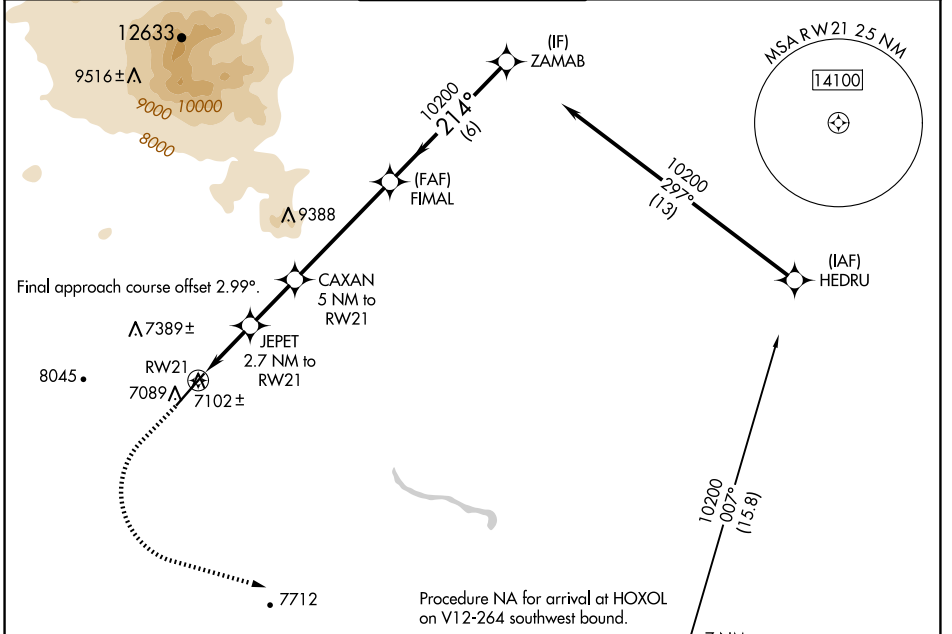 12633
9516±
9000
10000
8000
(IF)
ZAMAB
MSA RW21 25 NM
14100
10200
214°
(6)
(FAF)
FIMAL
10200
297°
(13)
9388
(IAF)
HEDRU
Final approach course offset 2.99°.
CAXAN
5 NM to
RW21
7389±
JEPET
2.7 NM to
RW21
RW21
8045
7089
7102±
10200
007°
(15.8)
7712
Procedure NA for arrival at HOXOL
on V12-264 southwest bound.